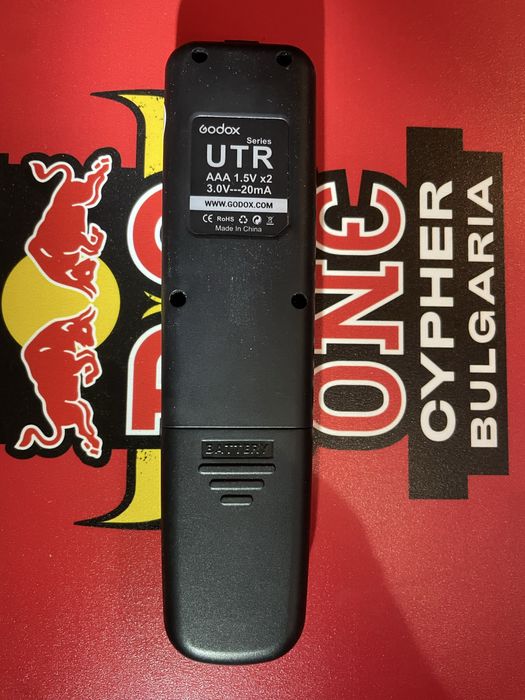 Godox
Series
UTR
AAA 1.5V x2
3.0V---20mA
WWW.GODOX.COM
CE RoHS
Made In China
BATTERY
ONE
CYPHER
BULGARIA